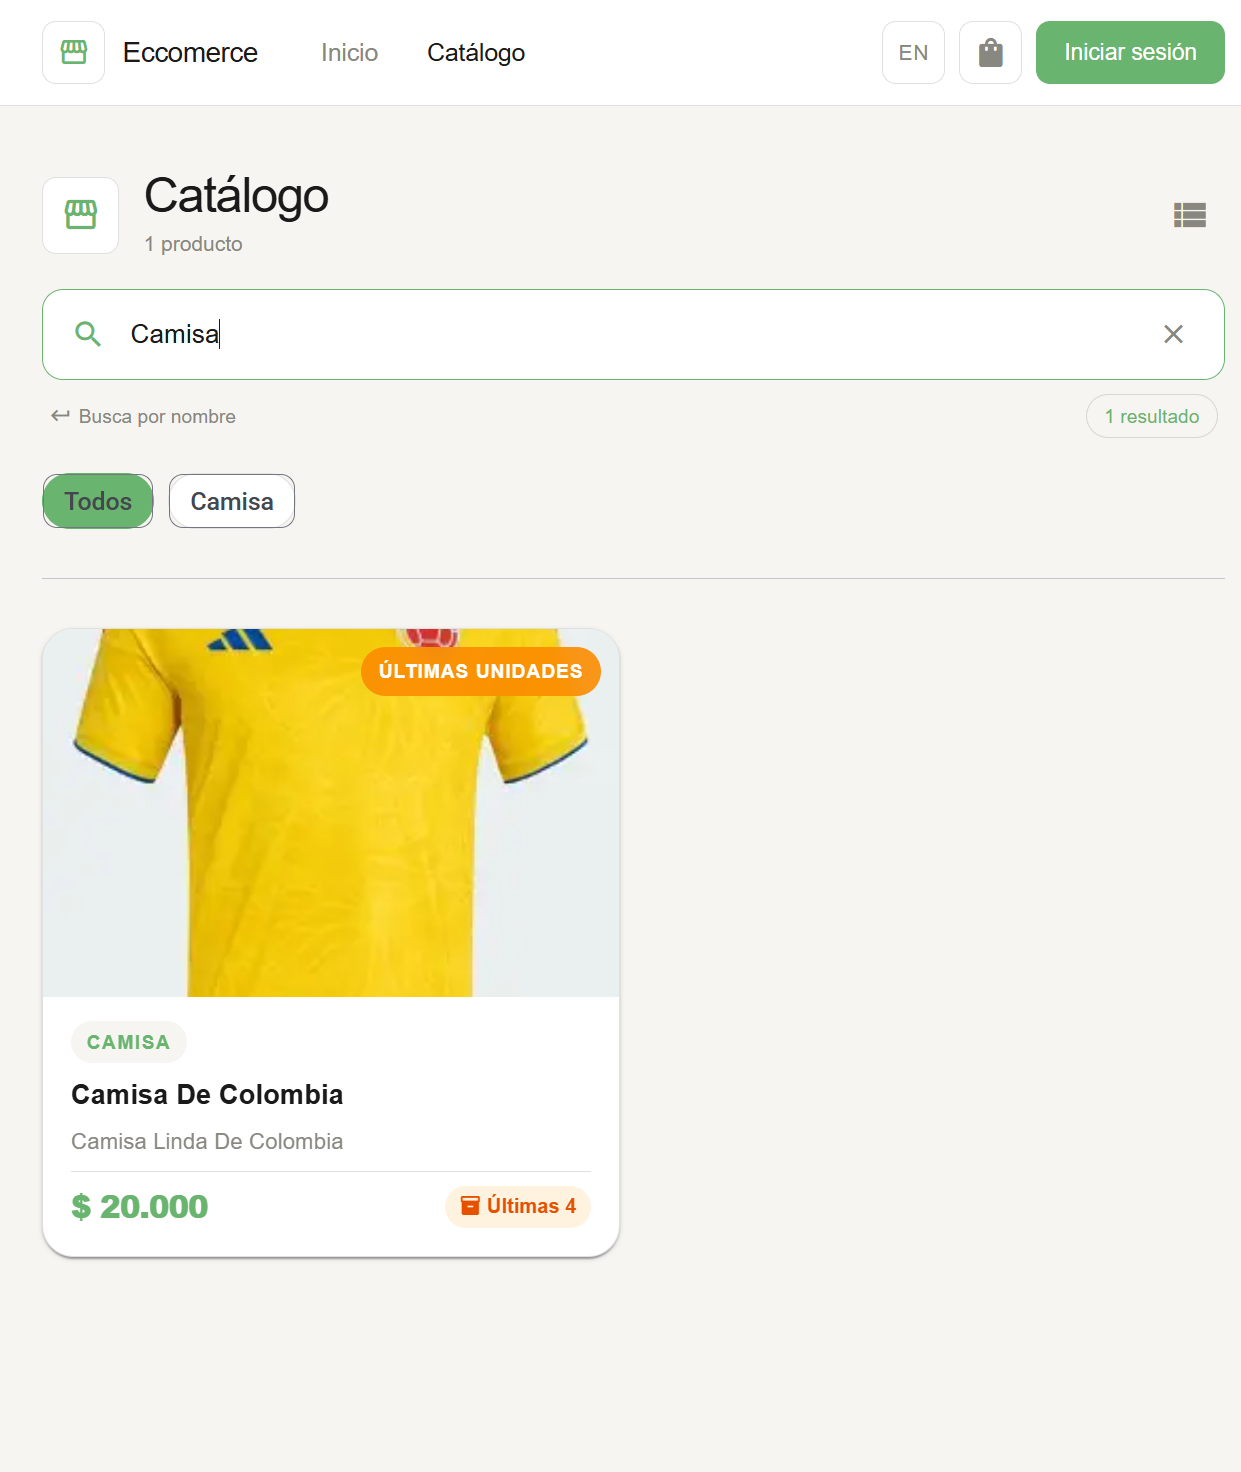 Eccomerce Inicio Catálogo EN Iniciar sesión
Catálogo
1 producto
Camisa
Busca por nombre 1 resultado
Todos Camisa
ÚLTIMAS UNIDADES
CAMISA
Camisa De Colombia
Camisa Linda De Colombia
$ 20.000 Últimas 4